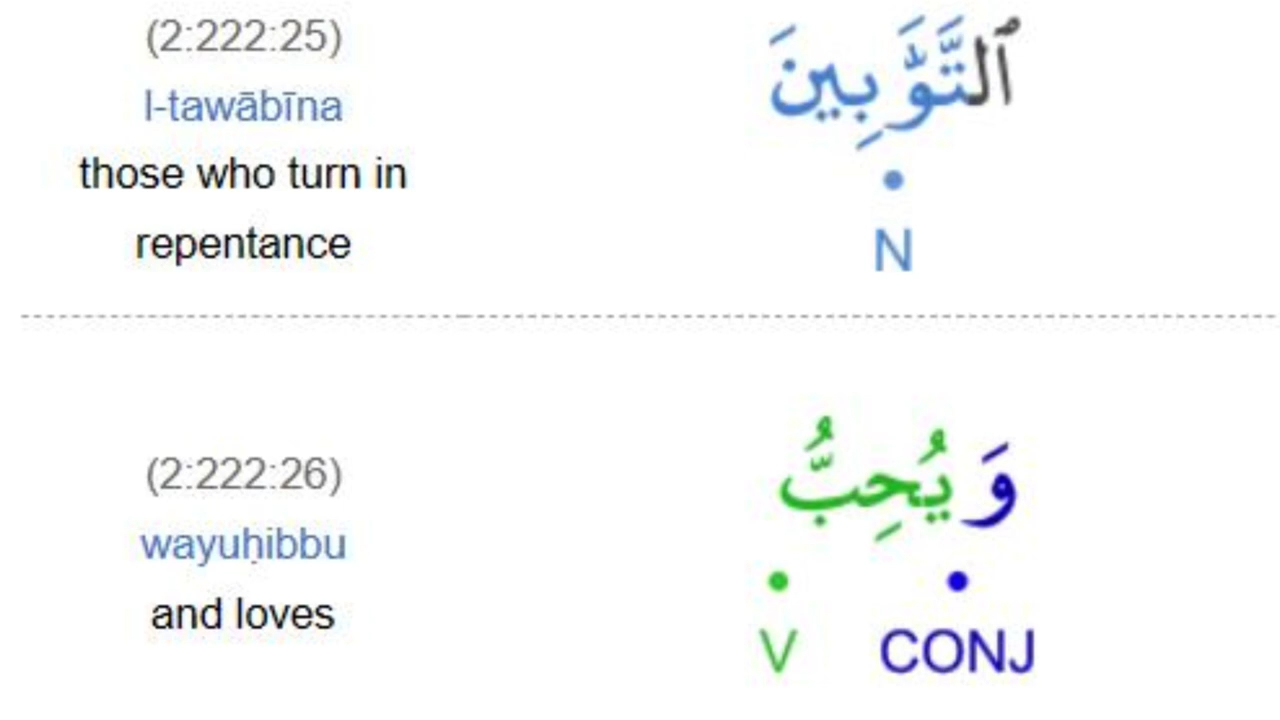 (2:222:25)
l-tawābīna
those who turn in
repentance
ٱلتَّوَّٰبِينَ
N
(2:222:26)
wayuḥibbu
and loves
وَيُحِبُّ
V CONJ